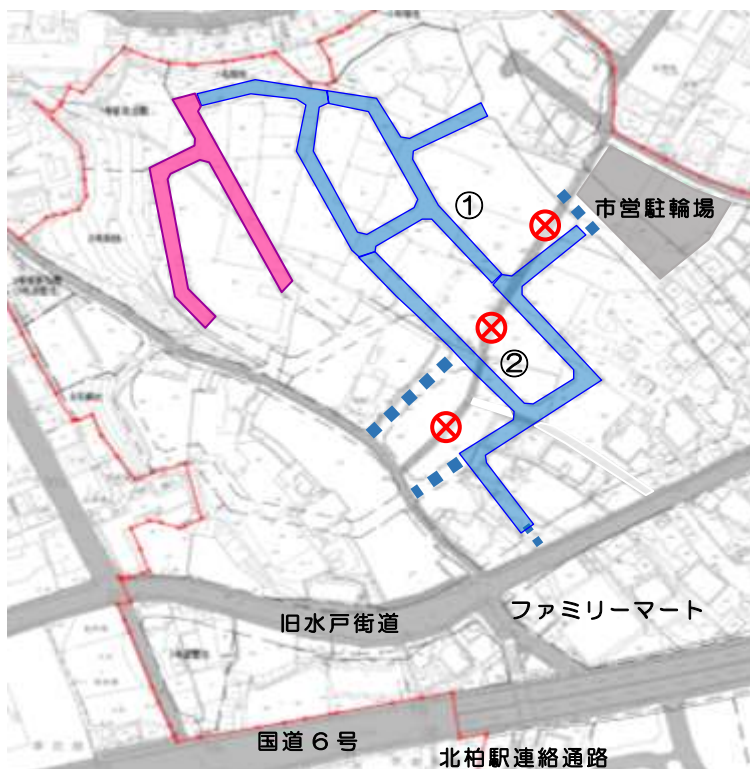 ①
市営駐輪場
②
ファミリーマート
旧水戸街道
国道６号
北柏駅連絡通路